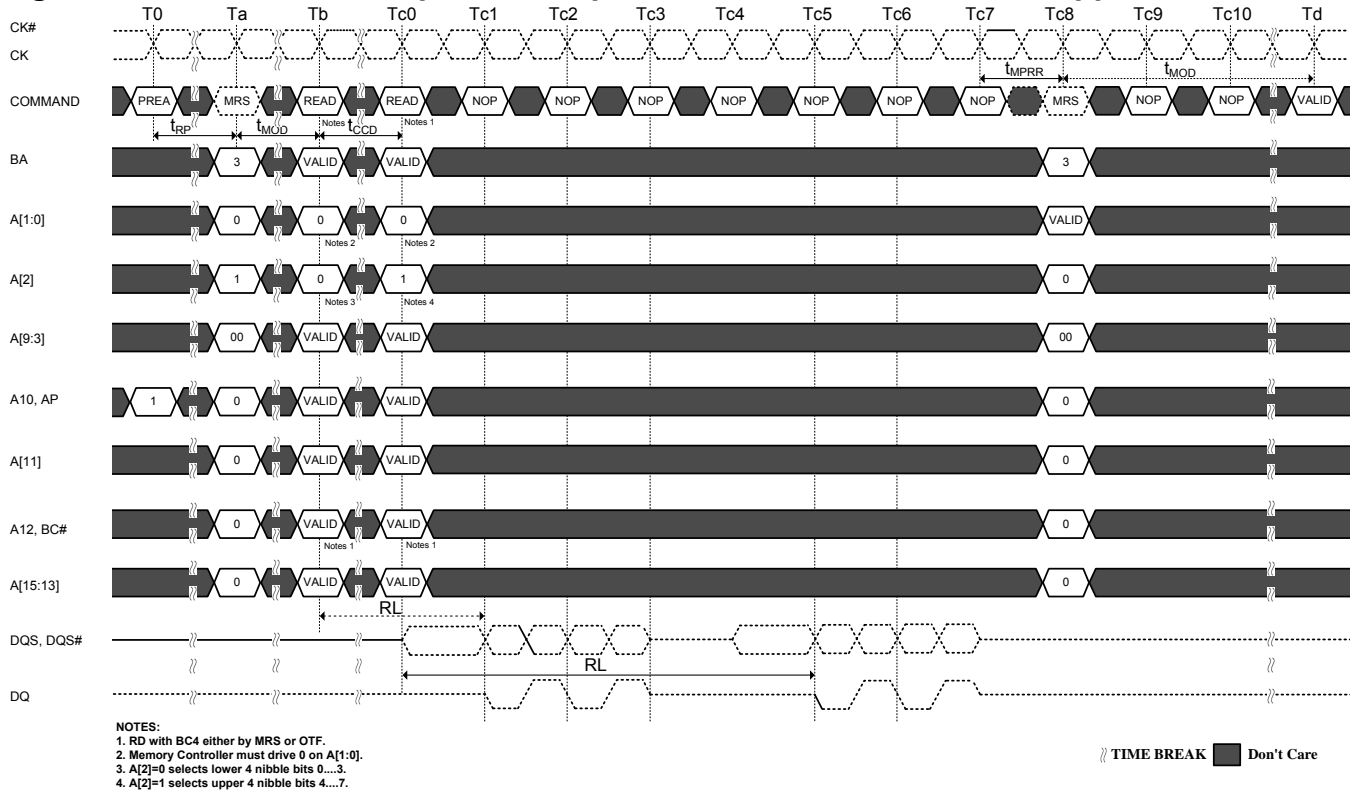 T0 Ta Tb Tc0 Tc1 Tc2 Tc3 Tc4 Tc5 Tc6 Tc7 Tc8 Tc9 Tc10 Td
CK#
CK
tMPRR tMOD
COMMAND PREA MRS READ READ NOP NOP NOP NOP NOP NOP NOP MRS NOP NOP VALID
Notes 1 Notes 1
tRP tMOD tCCD
BA 3 VALID VALID 3
A[1:0] 0 0 0 VALID
Notes 2 Notes 2
A[2] 1 0 1 0
Notes 3 Notes 4
A[9:3] 00 VALID VALID 00
A10, AP 1 0 VALID VALID 0
A[11] 0 VALID VALID 0
A12, BC# 0 VALID VALID 0
Notes 1 Notes 1
A[15:13] 0 VALID VALID 0
RL
DQS, DQS#
RL
DQ
NOTES:
1. RD with BC4 either by MRS or OTF.
2. Memory Controller must drive 0 on A[1:0].
3. A[2]=0 selects lower 4 nibble bits 0....3.
4. A[2]=1 selects upper 4 nibble bits 4....7.
TIME BREAK Don't Care